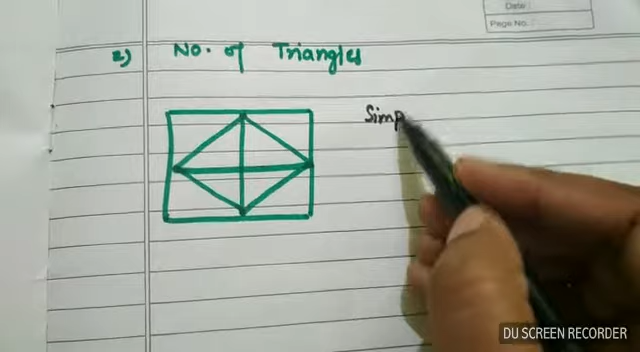 Date :
Page No. :
2) No. of Triangles
Simp
DU SCREEN RECORDER